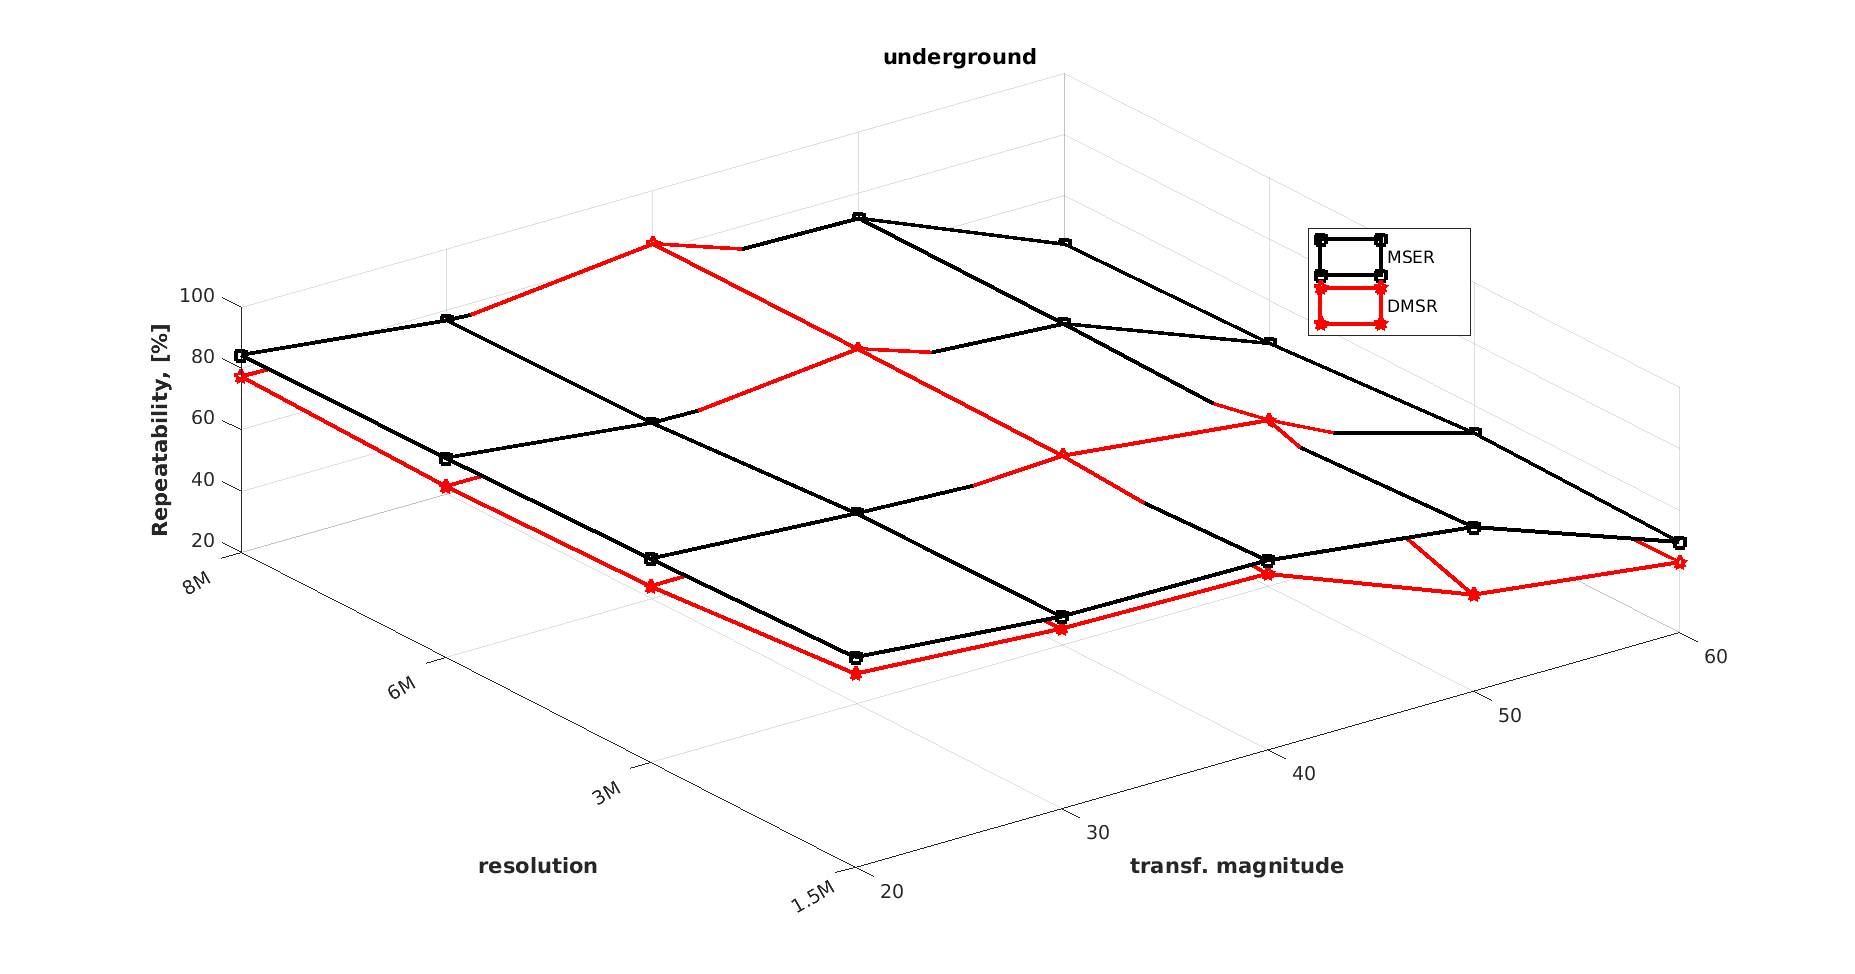 underground
MSER
DMSR
Repeatability, [%]
100
80
60
40
20
8M
6M
3M
1.5M
resolution
20
30
40
50
60
transf. magnitude